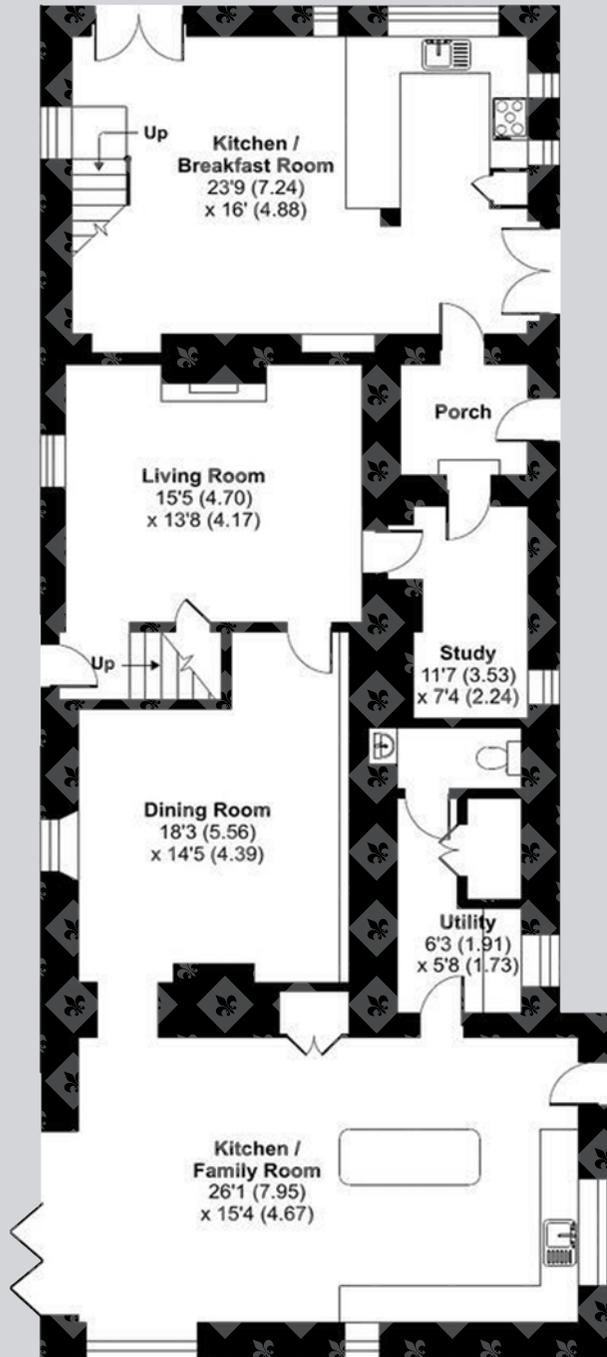 Up
Kitchen /
Breakfast Room
23'9 (7.24)
x 16' (4.88)
Porch
Living Room
15'5 (4.70)
x 13'8 (4.17)
Study
11'7 (3.53)
x 7'4 (2.24)
Up
Dining Room
18'3 (5.56)
x 14'5 (4.39)
Utility
6'3 (1.91)
x 5'8 (1.73)
Kitchen /
Family Room
26'1 (7.95)
x 15'4 (4.67)